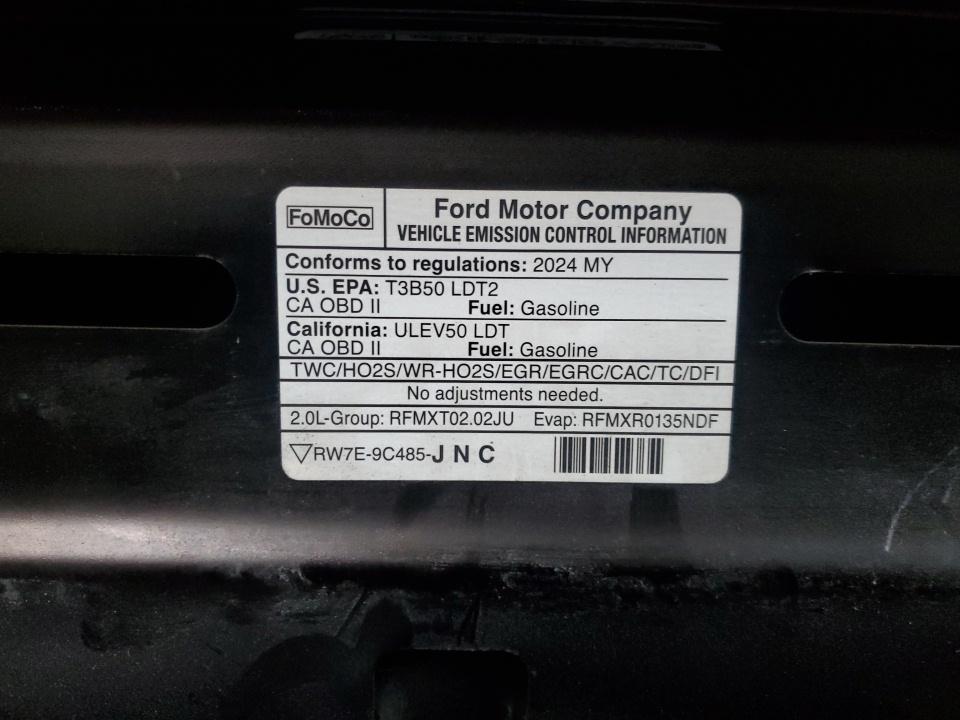 FoMoCo
Ford Motor Company
VEHICLE EMISSION CONTROL INFORMATION
Conforms to regulations: 2024 MY
U.S. EPA: T3B50 LDT2
CA OBD II Fuel: Gasoline
California: ULEV50 LDT
CA OBD II Fuel: Gasoline
TWC/HO2S/WR-HO2S/EGR/EGRC/CAC/TC/DFI
No adjustments needed.
2.0L-Group: RFMXT02.02JU Evap: RFMXR0135NDF
RW7E-9C485-J N C